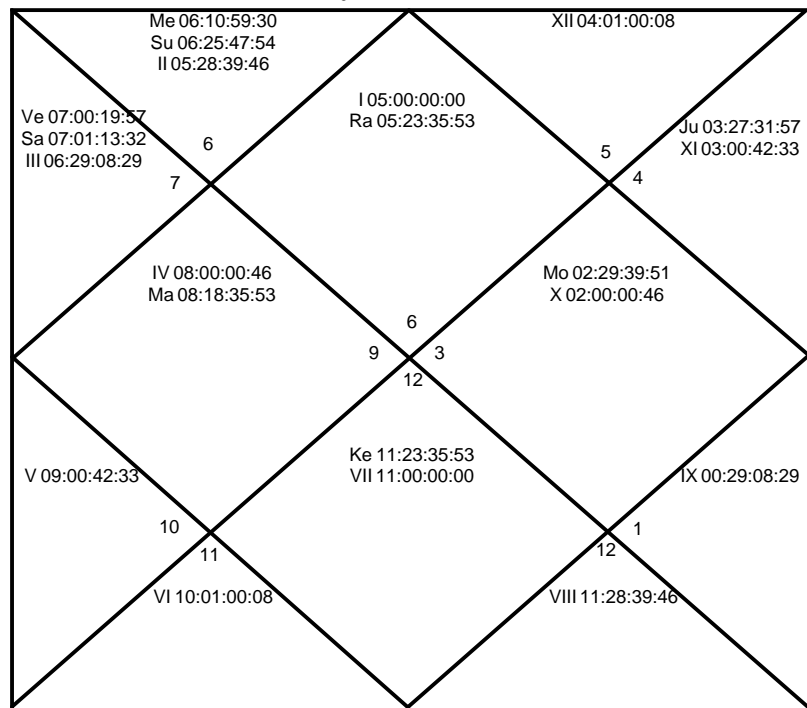 Me 06:10:59:30
Su 06:25:47:54
II 05:28:39:46
XII 04:01:00:08
I 05:00:00:00
Ra 05:23:35:53
Ve 07:00:19:57
Sa 07:01:13:32
III 06:29:08:29
Ju 03:27:31:57
XI 03:00:42:33
6
5
7
4
IV 08:00:00:46
Ma 08:18:35:53
Mo 02:29:39:51
X 02:00:00:46
6
9
3
12
Ke 11:23:35:53
VII 11:00:00:00
V 09:00:42:33
IX 00:29:08:29
10
1
11
12
VI 10:01:00:08
VIII 11:28:39:46